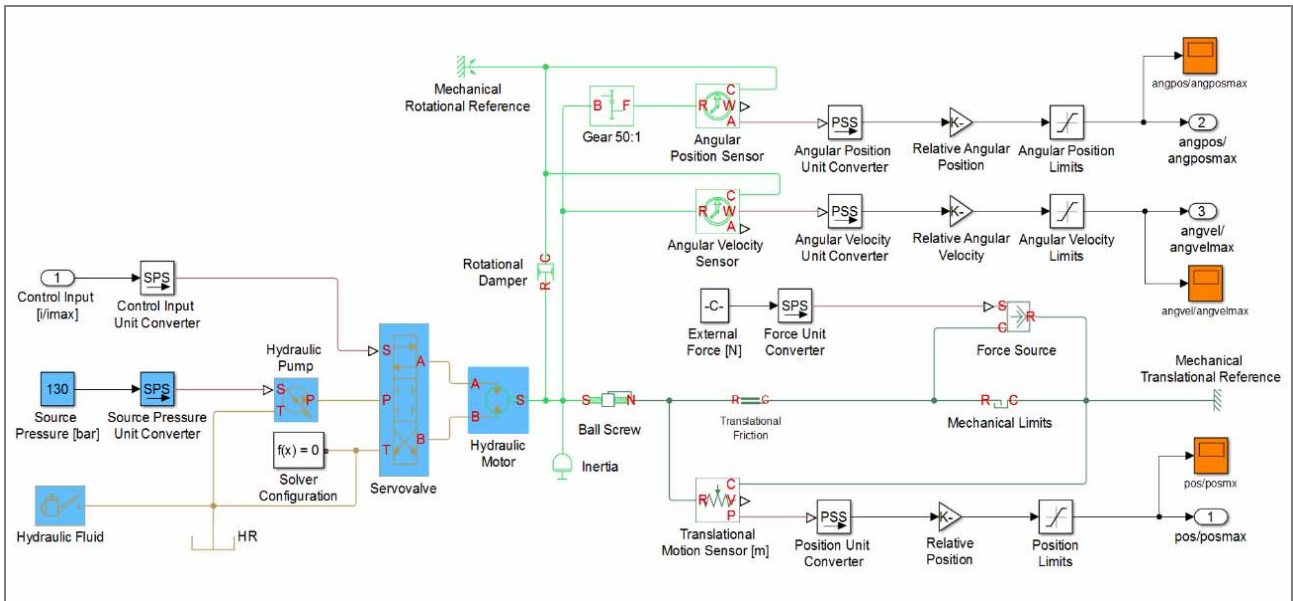 Mechanical
Rotational Reference
B F
Gear 50:1
C
R W
A
Angular
Position Sensor
PSS
Angular Position
Unit Converter
K-
Relative Angular
Position
Angular Position
Limits
angpos/angposmax
2
angpos/
angposmax
C
R W
A
Angular Velocity
Sensor
PSS
Angular Velocity
Unit Converter
K-
Relative Angular
Velocity
Angular Velocity
Limits
3
angvel/
angvelmax
angvel/angvelmax
Rotational
Damper
C
R
1
Control Input
[i/imax]
SPS
Control Input
Unit Converter
-C-
External
Force [N]
SPS
Force Unit
Converter
S
C
R
Force Source
Mechanical
Translational Reference
130
Source
Pressure [bar]
SPS
Source Pressure
Unit Converter
Hydraulic
Pump
S
T
P
f(x) = 0
Solver
Configuration
S
A
P
B
T
Servovalve
A
B
S
Hydraulic
Motor
S N
Ball Screw
R C
Translational
Friction
R C
Mechanical Limits
Inertia
Hydraulic Fluid
HR
C
R V
P
Translational
Motion Sensor [m]
PSS
Position Unit
Converter
K-
Relative
Position
Position
Limits
pos/posmx
1
pos/posmax